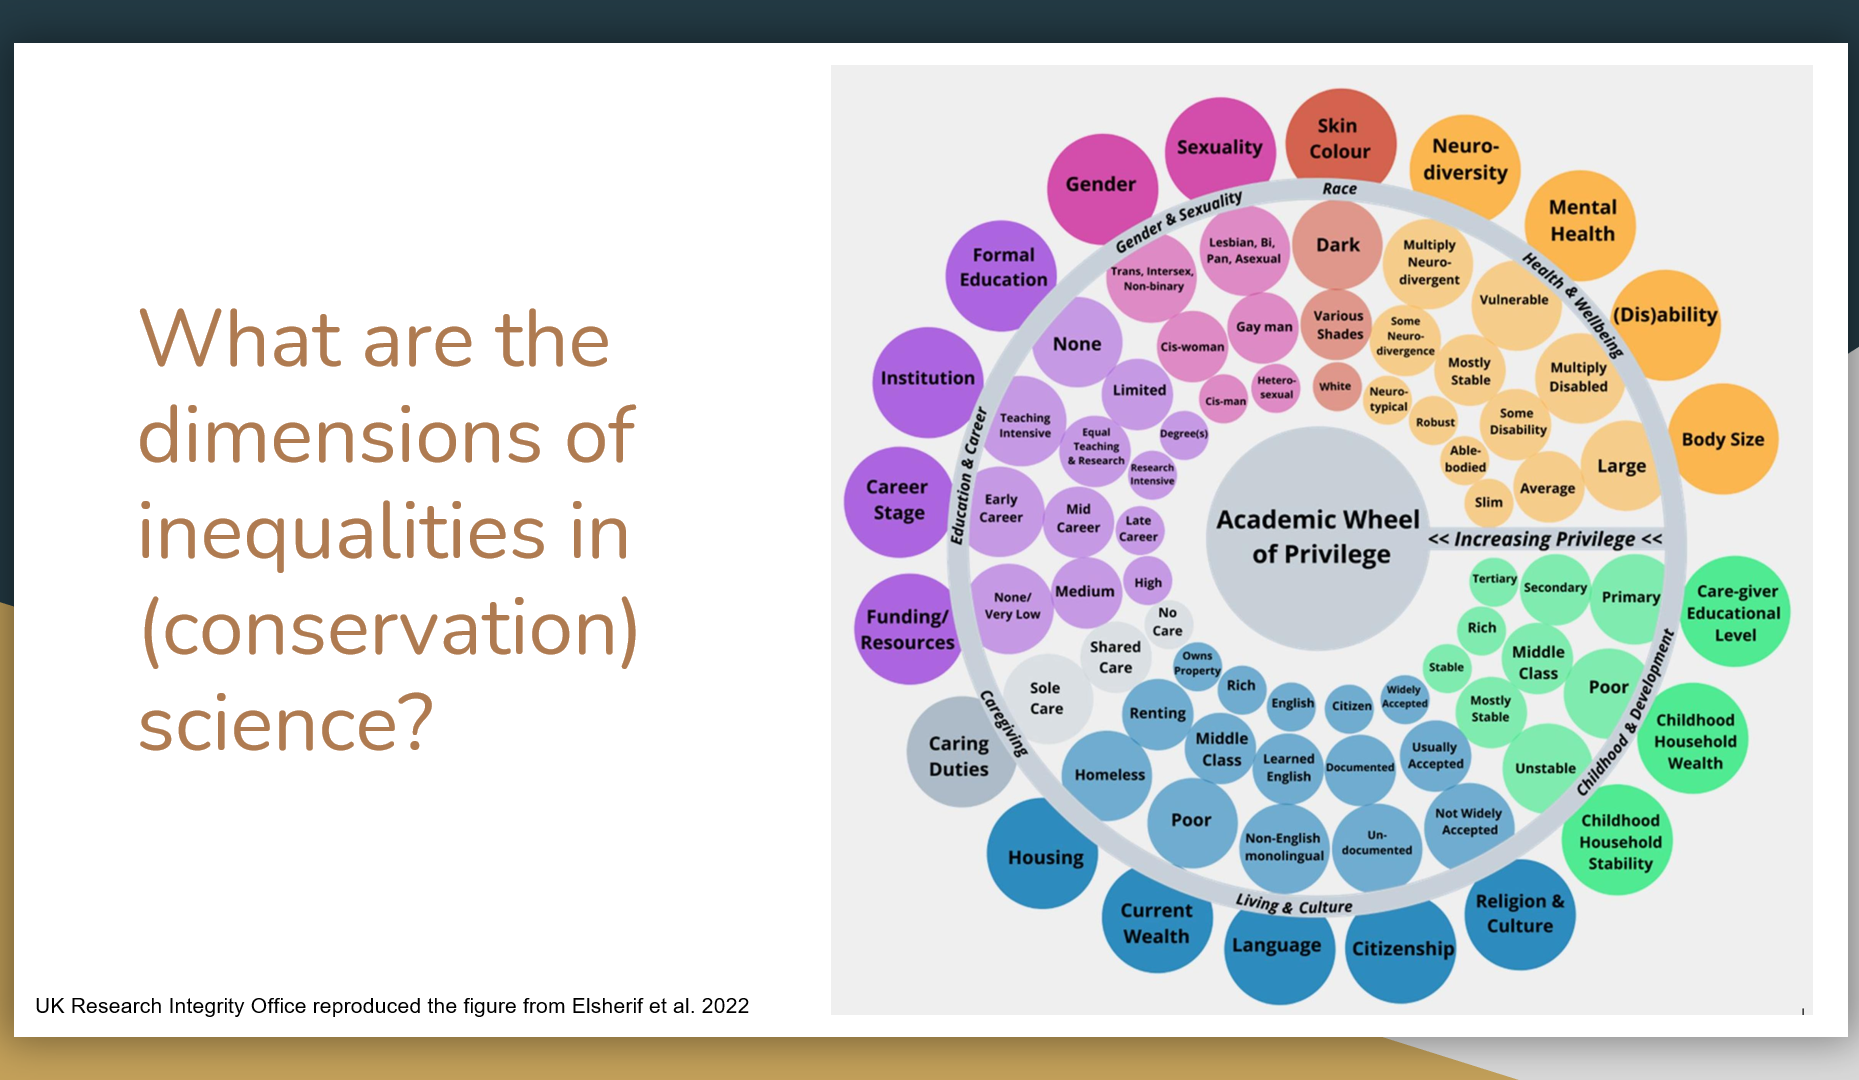 What are the
dimensions of
inequalities in
(conservation)
science?
UK Research Integrity Office reproduced the figure from Elsherif et al. 2022
Academic Wheel
of Privilege
<< Increasing Privilege <<
Race
Skin
Colour
Dark
Various
Shades
White
Health & Wellbeing
Neuro-
diversity
Multiply
Neuro-
divergent
Some
Neuro-
divergence
Neuro-
typical
Mental
Health
Vulnerable
Mostly
Stable
Robust
(Dis)ability
Multiply
Disabled
Some
Disability
Able-
bodied
Body Size
Large
Average
Slim
Childhood & Development
Care-giver
Educational
Level
Primary
Secondary
Tertiary
Childhood
Household
Wealth
Poor
Middle
Class
Rich
Childhood
Household
Stability
Unstable
Mostly
Stable
Stable
Living & Culture
Religion &
Culture
Not Widely
Accepted
Usually
Accepted
Widely
Accepted
Citizenship
Un-
documented
Documented
Citizen
Language
Non-English
monolingual
Learned
English
English
Current
Wealth
Poor
Middle
Class
Rich
Housing
Homeless
Renting
Owns
Property
Caregiving
Caring
Duties
Sole
Care
Shared
Care
No
Care
Education & Career
Funding/
Resources
None/
Very Low
Medium
High
Career
Stage
Early
Career
Mid
Career
Late
Career
Institution
Teaching
Intensive
Equal
Teaching
& Research
Research
Intensive
Formal
Education
None
Limited
Degree(s)
Gender & Sexuality
Gender
Trans, Intersex,
Non-binary
Cis-woman
Cis-man
Sexuality
Lesbian, Bi,
Pan, Asexual
Gay man
Hetero-
sexual